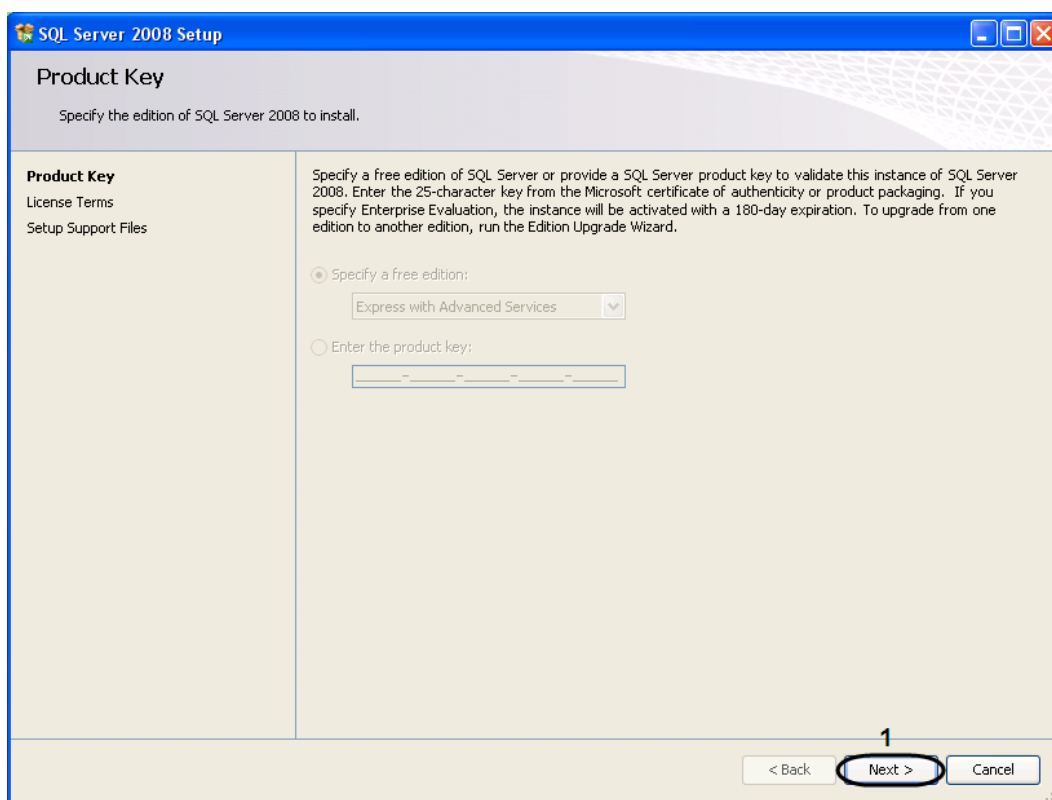 SQL Server 2008 Setup
Product Key
Specify the edition of SQL Server 2008 to install.
Product Key
License Terms
Setup Support Files
Specify a free edition of SQL Server or provide a SQL Server product key to validate this instance of SQL Server
2008. Enter the 25-character key from the Microsoft certificate of authenticity or product packaging.  If you
specify Enterprise Evaluation, the instance will be activated with a 180-day expiration. To upgrade from one
edition to another edition, run the Edition Upgrade Wizard.
Specify a free edition:
Express with Advanced Services
Enter the product key:
_____-_____-_____-_____-_____
1
< Back
Next >
Cancel